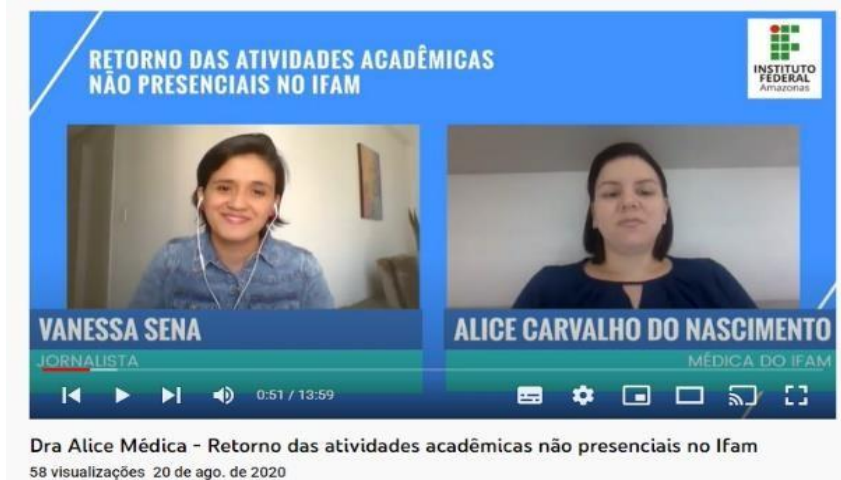 RETORNO DAS ATIVIDADES ACADÊMICAS
NÃO PRESENCIAIS NO IFAM
INSTITUTO
FEDERAL
Amazonas
VANESSA SENA
JORNALISTA
ALICE CARVALHO DO NASCIMENTO
MÉDICA DO IFAM
0:51 / 13:59
Dra Alice Médica - Retorno das atividades acadêmicas não presenciais no Ifam
58 visualizações 20 de ago. de 2020